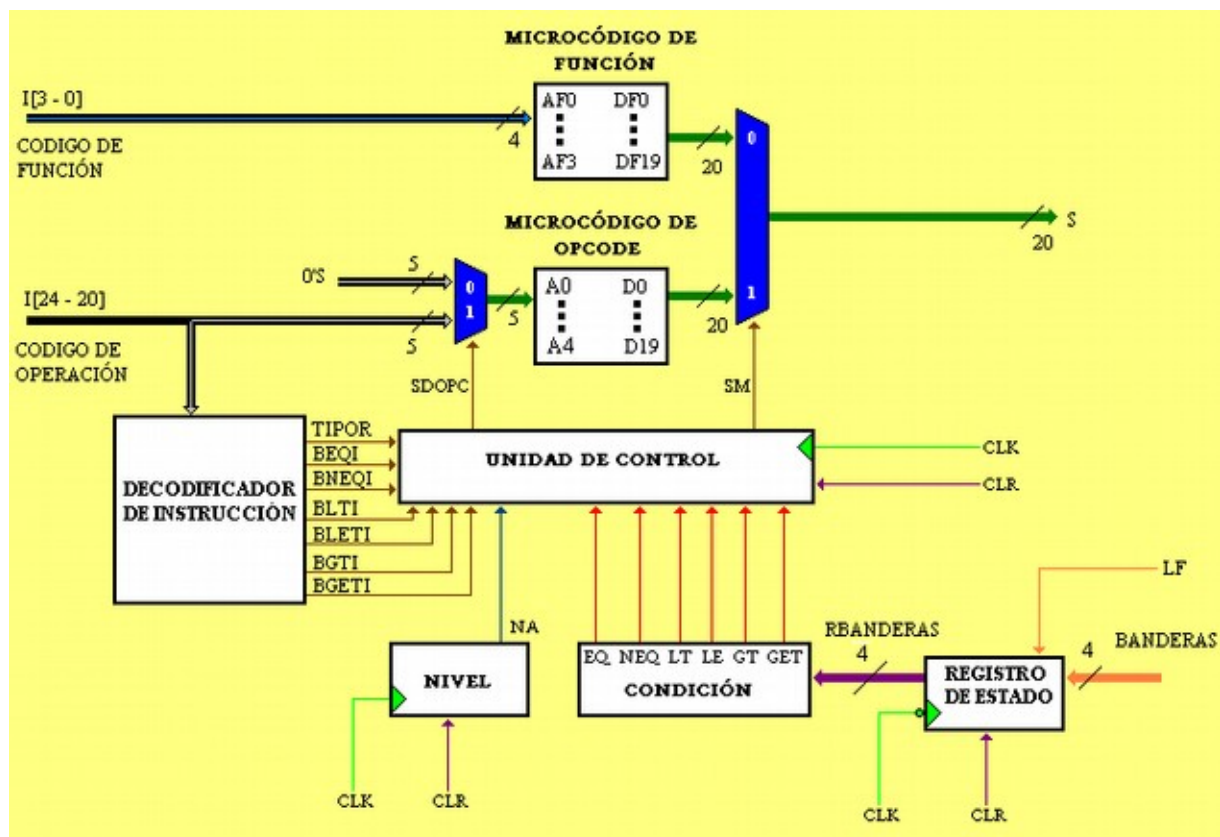 MICROCÓDIGO DE
FUNCIÓN
I[3 - 0]
AF0 DF0
AF3 DF19
4
CODIGO DE
FUNCIÓN
0
20
MICROCÓDIGO DE
OPCODE
S
20
0'S
5
0
1
5
A0 D0
A4 D19
1
20
I[24 - 20]
5
CODIGO DE
OPERACIÓN
SDOPC
SM
TIPOR
BEQI
BNEQI
BLTI
BLETI
BGTI
BGETI
DECODIFICADOR
DE INSTRUCCIÓN
UNIDAD DE CONTROL
CLK
CLR
LF
NA
RBANDERAS
4
BANDERAS
4
NIVEL
EQ NEQ LT LE GT GET
CONDICIÓN
REGISTRO
DE ESTADO
CLK
CLR
CLK
CLR